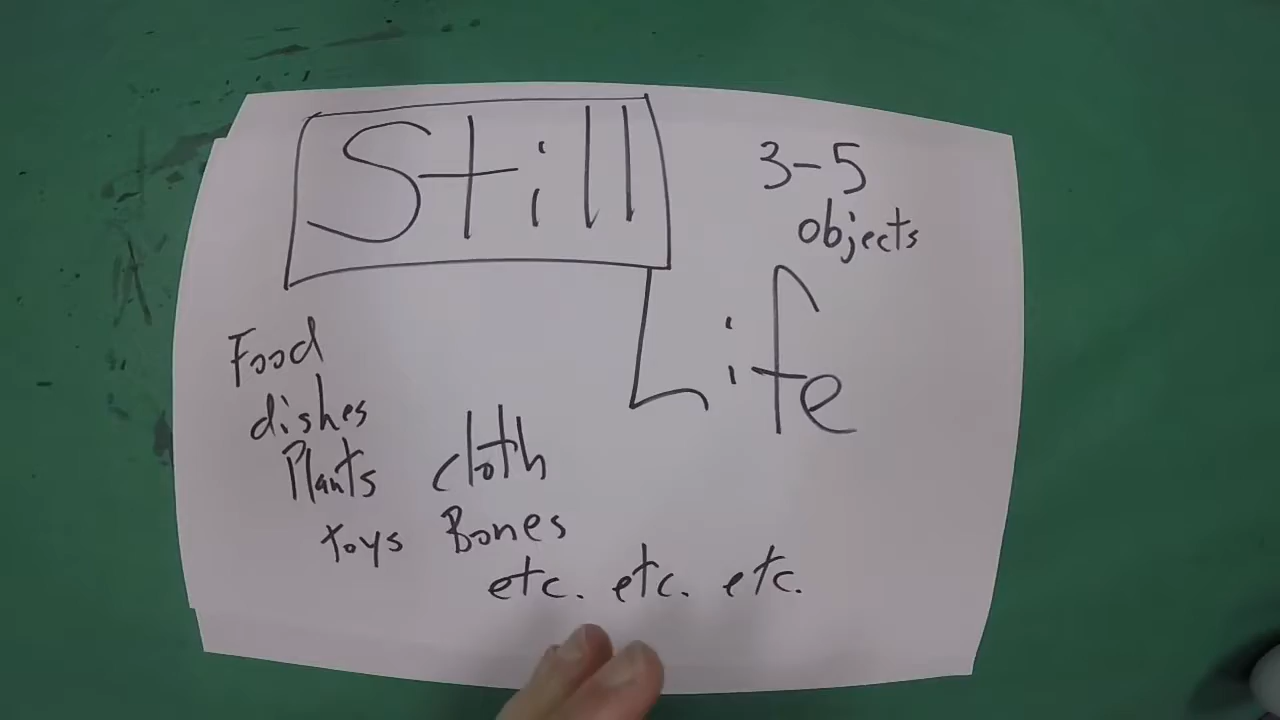 Still
3-5
objects
Life
Food
dishes
Plants cloth
toys Bones
etc. etc. etc.